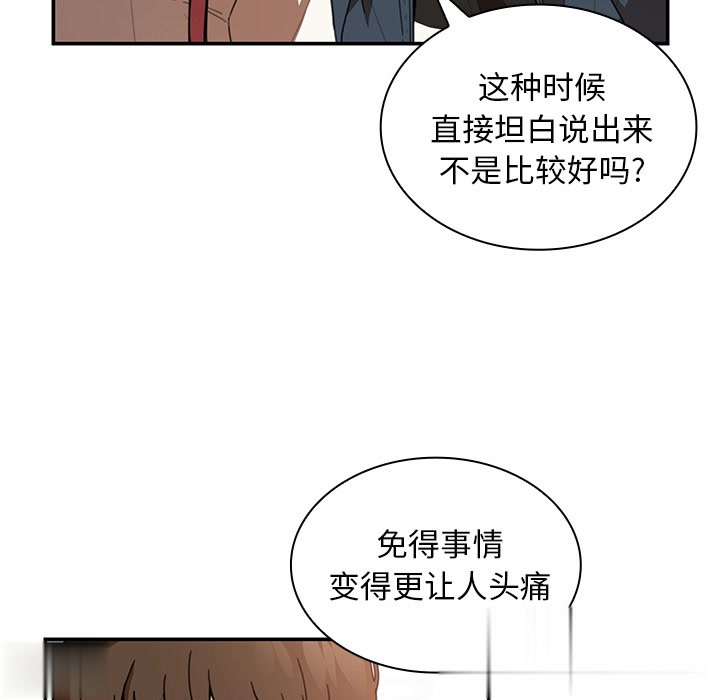 这种时候
直接坦白说出来
不是比较好吗?
免得事情
变得更让人头痛